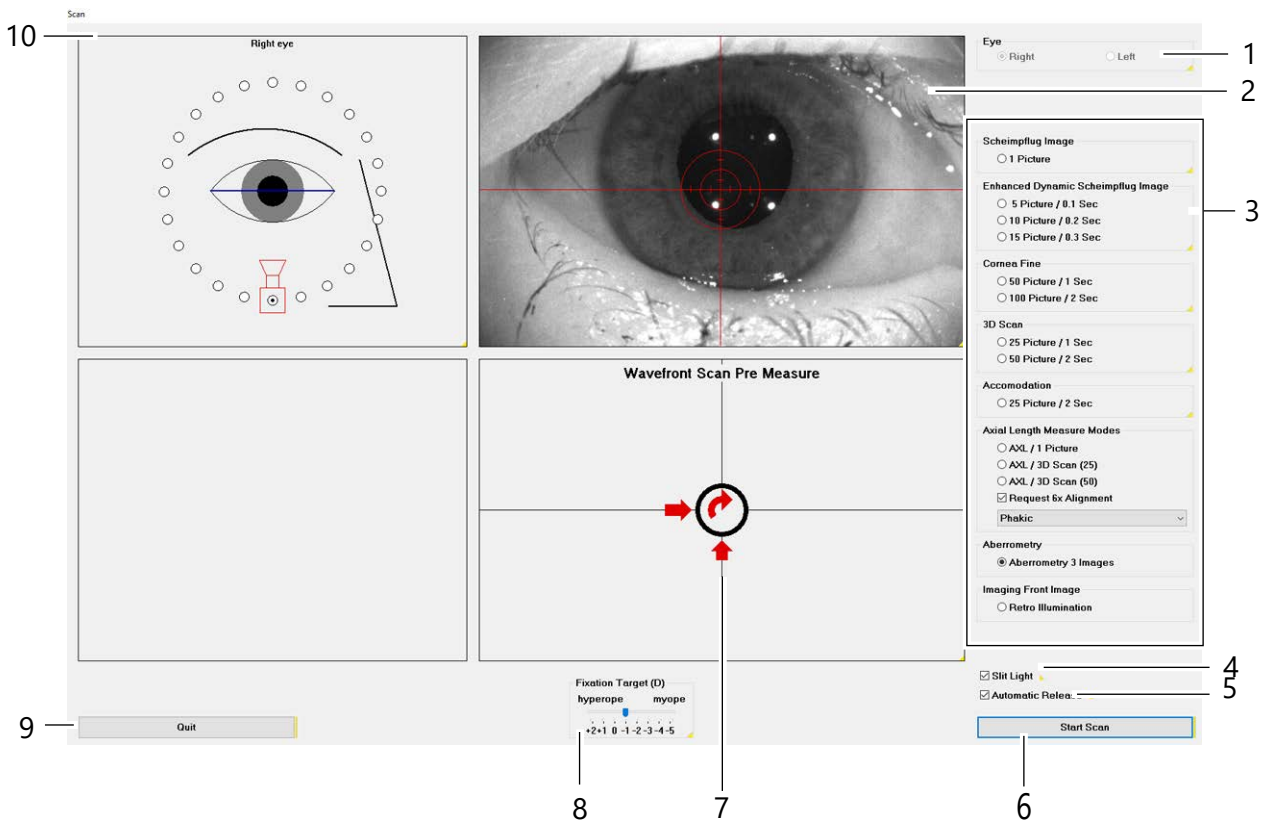 Scan
10
Right eye
Eye
Right Left
1
2
Scheimpflug Image
1 Picture
Enhanced Dynamic Scheimpflug Image
5 Picture / 0.1 Sec
10 Picture / 0.2 Sec
15 Picture / 0.3 Sec
3
Cornea Fine
50 Picture / 1 Sec
100 Picture / 2 Sec
3D Scan
25 Picture / 1 Sec
50 Picture / 2 Sec
Wavefront Scan Pre Measure
Accomodation
25 Picture / 2 Sec
Axial Length Measure Modes
AXL / 1 Picture
AXL / 3D Scan (25)
AXL / 3D Scan (50)
Request 6x Alignment
Phakic
Aberrometry
Aberrometry 3 Images
Imaging Front Image
Retro Illumination
Slit Light
4
Automatic Releas
5
Fixation Target (D)
hyperope myope
+2+1 0 -1 -2 -3 -4 -5
9
Quit
Start Scan
8
7
6